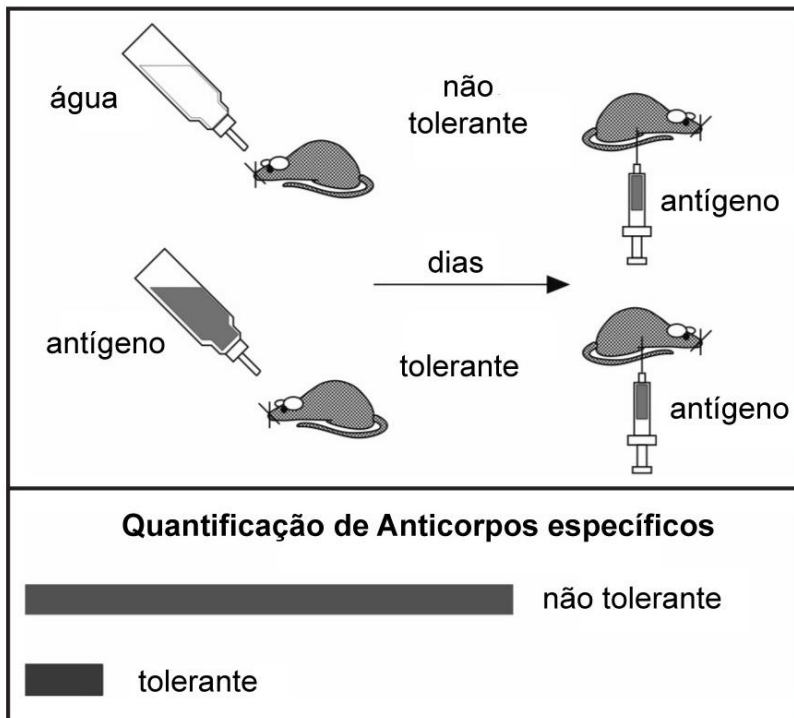 água
não
tolerante
antígeno
dias
antígeno
tolerante
antígeno
Quantificação de Anticorpos específicos
não tolerante
tolerante